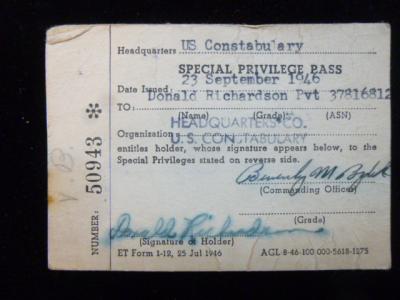 Headquarters US Constabulary
SPECIAL PRIVILEGE PASS
Date Issued: 23 September 1946
TO: Donald Richardson Pvt 37816812
(Name) (Grade) (ASN)
Organization HEADQUARTERS CO.
U.S. CONSTABULARY
entitles holder, whose signature appears below, to
the Special Privileges stated on reverse side.
Beverly M
(Commanding Officer)
(Grade)
Donald Richardson
(Signature of Holder)
ET Form 1-12, 25 Jul 1946 AGL 8-46-100 000-5618-1275
NUMBER: 50943 *
V. B.